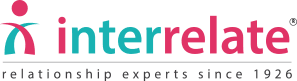 interrelate®
relationship experts since 1926